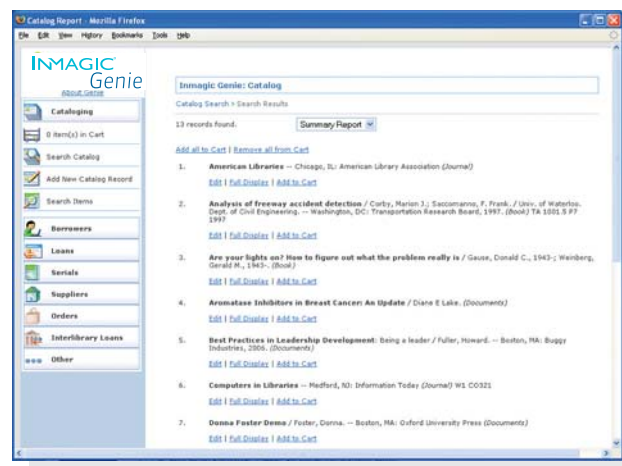 Catalog Report - Mozilla Firefox
File Edit View History Bookmarks Tools Help
INMAGIC
Genie
About Genie
Cataloging
0 item(s) in Cart
Search Catalog
Add New Catalog Record
Search Items
Borrowers
Loans
Serials
Suppliers
Orders
Interlibrary Loans
Other
Inmagic Genie: Catalog
Catalog Search > Search Results
13 records found. Summary Report
Add all to Cart | Remove all from Cart
1. American Libraries -- Chicago, IL: American Library Association (Journal)
Edit | Full Display | Add to Cart
2. Analysis of freeway accident detection / Corby, Marion J.; Saccomanno, F. Frank. / Univ. of Waterloo.
Dept. of Civil Engineering. -- Washington, DC: Transportation Research Board, 1997. (Book) TA 1001.5 P7
1997
Edit | Full Display | Add to Cart
3. Are your lights on? How to figure out what the problem really is / Gause, Donald C., 1943-; Weinberg,
Gerald M., 1943-. (Book)
Edit | Full Display | Add to Cart
4. Aromatase Inhibitors in Breast Cancer: An Update / Diane E Lake. (Documents)
Edit | Full Display | Add to Cart
5. Best Practices in Leadership Development: being a leader / Fuller, Howard. -- Boston, MA: Buggy
Industries, 2006. (Documents)
Edit | Full Display | Add to Cart
6. Computers in Libraries -- Medford, NJ: Information Today (Journal) W1 CO321
Edit | Full Display | Add to Cart
7. Donna Foster Demo / Foster, Donna. -- Boston, MA: Oxford University Press (Documents)
Edit | Full Display | Add to Cart